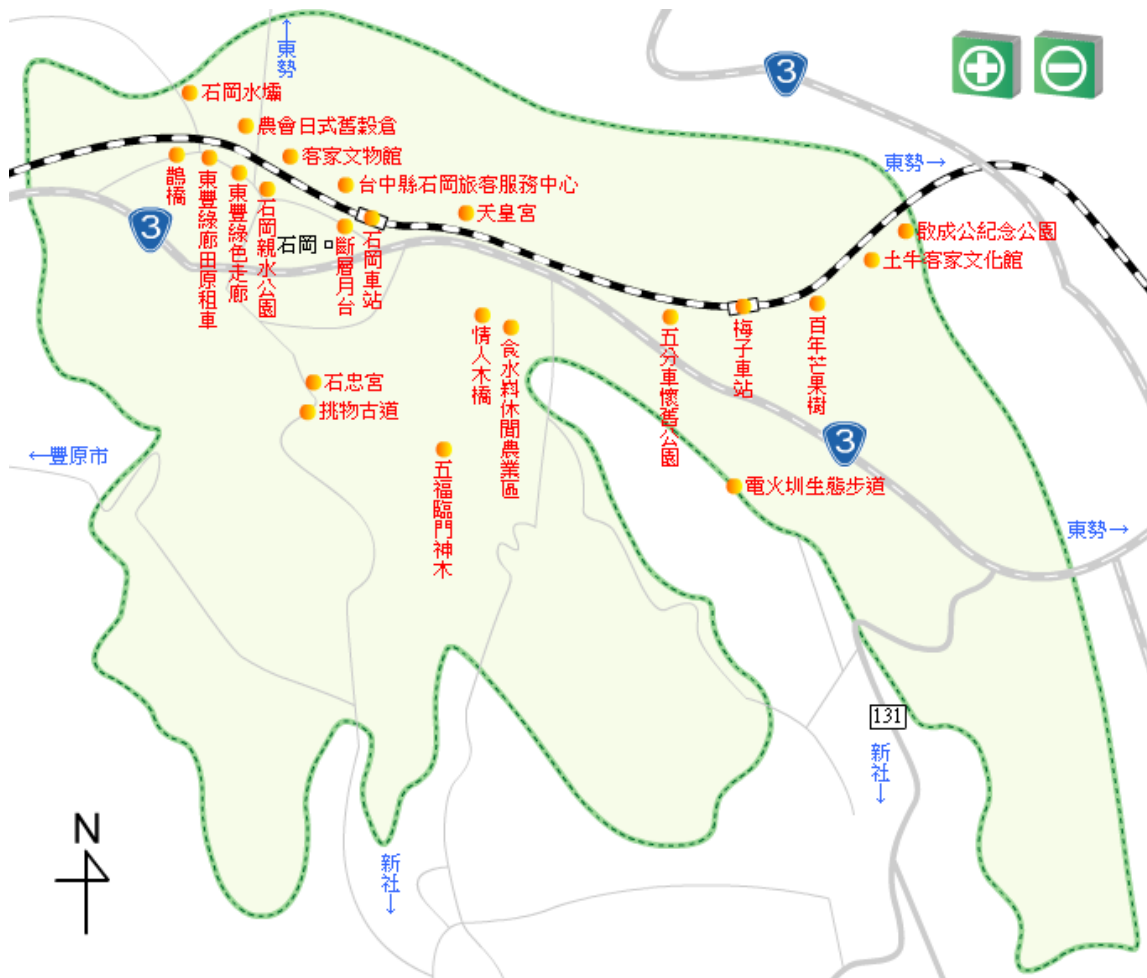 ↑東勢
3
石岡水壩
農會日式舊穀倉
客家文物館
東勢→
台中縣石岡旅客服務中心
鵲橋
東豐綠廊田原租車
東豐綠色走廊
石岡親水公園
天皇宮
3
石岡
斷層月台
石岡車站
啟成公紀念公園
土牛客家文化館
情人木橋
食水嵙休閒農業區
五分車懷舊公園
梅子車站
百年芒果樹
石忠宮
挑物古道
3
←豐原市
五福臨門神木
電火圳生態步道
東勢→
131
新社↓
N
新社↓